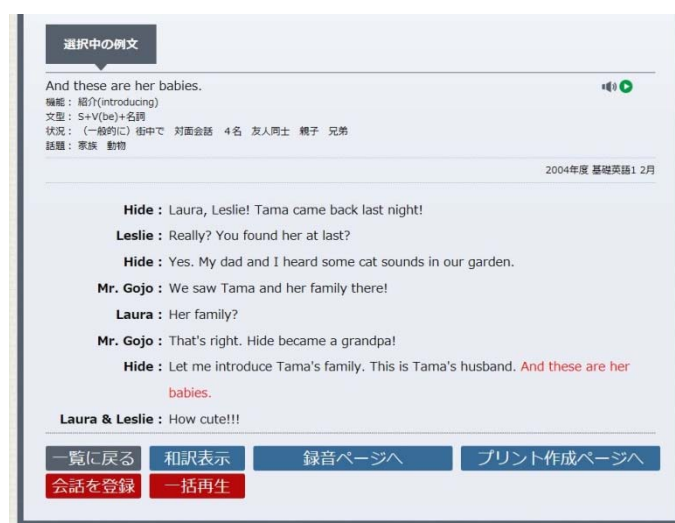 選択中の例文
And these are her babies.
機能： 紹介(introducing)
文型： S+V(be)+名詞
状況： （一般的に）街中で 対面会話 4名 友人同士 親子 兄弟
話題： 家族 動物
2004年度 基礎英語1 2月
Hide : Laura, Leslie! Tama came back last night!
Leslie : Really? You found her at last?
Hide : Yes. My dad and I heard some cat sounds in our garden.
Mr. Gojo : We saw Tama and her family there!
Laura : Her family?
Mr. Gojo : That's right. Hide became a grandpa!
Hide : Let me introduce Tama's family. This is Tama's husband. And these are her
babies.
Laura & Leslie : How cute!!!
一覧に戻る 和訳表示 録音ページへ プリント作成ページへ
会話を登録 一括再生